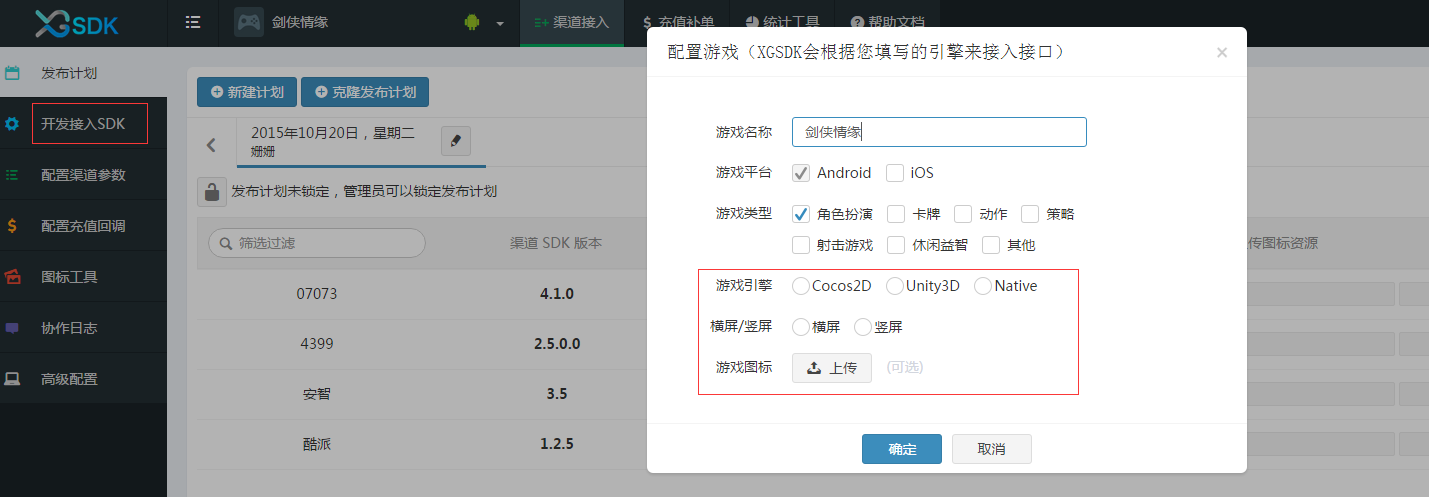 XGSDK
剑侠情缘
渠道接入
$ 充值补单
统计工具
帮助文档
发布计划
开发接入SDK
配置渠道参数
配置充值回调
图标工具
协作日志
高级配置
新建计划
克隆发布计划
2015年10月20日，星期二
姗姗
发布计划未锁定，管理员可以锁定发布计划
筛选过滤
渠道 SDK 版本
传图标资源
07073
4.1.0
4399
2.5.0.0
安智
3.5
酷派
1.2.5
配置游戏（XGSDK会根据您填写的引擎来接入接口）
×
游戏名称
剑侠情缘
游戏平台
Android
iOS
游戏类型
角色扮演
卡牌
动作
策略
射击游戏
休闲益智
其他
游戏引擎
Cocos2D
Unity3D
Native
横屏/竖屏
横屏
竖屏
游戏图标
上传
(可选)
确定
取消